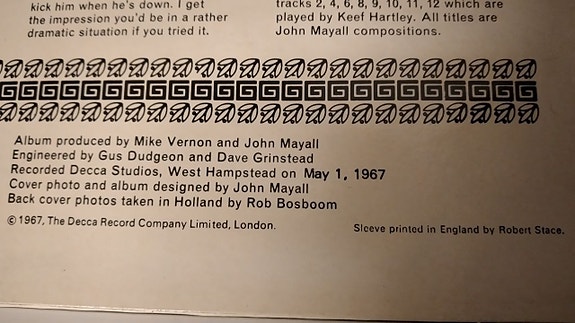 kick him when he's down. I get
the impression you'd be in a rather
dramatic situation if you tried it.
tracks 2, 4, 6, 8, 9, 10, 11, 12 which are
played by Keef Hartley. All titles are
John Mayall compositions.
Album produced by Mike Vernon and John Mayall
Engineered by Gus Dudgeon and Dave Grinstead
Recorded Decca Studios, West Hampstead on May 1, 1967
Cover photo and album designed by John Mayall
Back cover photos taken in Holland by Rob Bosboom
© 1967, The Decca Record Company Limited, London.
Sleeve printed in England by Robert Stace.